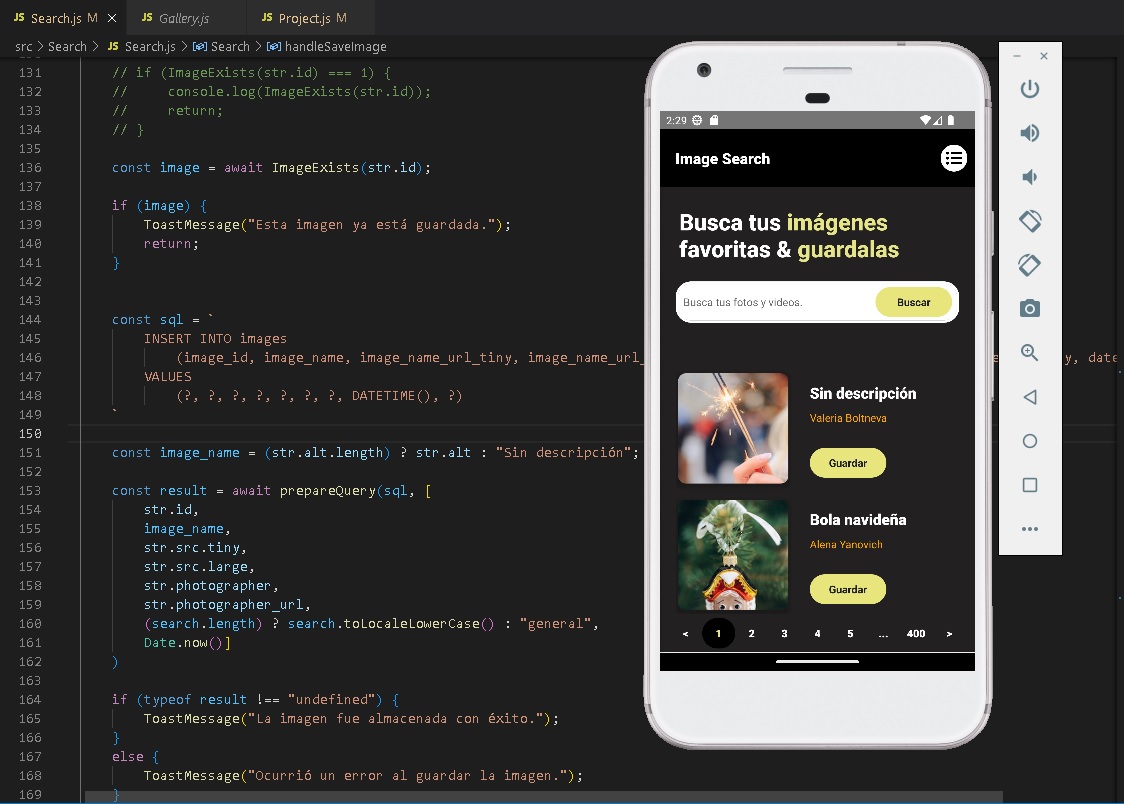 JS Search.js M ×
JS Gallery.js
JS Project.js M
src > Search > JS Search.js > Search > handleSaveImage
131 // if (ImageExists(str.id) === 1) {
132 //     console.log(ImageExists(str.id));
133 //     return;
134 // }
135
136 const image = await ImageExists(str.id);
137
138 if (image) {
139     ToastMessage("Esta imagen ya está guardada.");
140     return;
141 }
142
143
144 const sql = `
145     INSERT INTO images
146         (image_id, image_name, image_name_url_tiny, image_name_url_ y, date
147     VALUES
148         (?, ?, ?, ?, ?, ?, ?, DATETIME(), ?)
149 `
150
151 const image_name = (str.alt.length) ? str.alt : "Sin descripción";
152
153 const result = await prepareQuery(sql, [
154     str.id,
155     image_name,
156     str.src.tiny,
157     str.src.large,
158     str.photographer,
159     str.photographer_url,
160     (search.length) ? search.toLocaleLowerCase() : "general",
161     Date.now()]
162 )
163
164 if (typeof result !== "undefined") {
165     ToastMessage("La imagen fue almacenada con éxito.");
166 }
167 else {
168     ToastMessage("Ocurrió un error al guardar la imagen.");
169 }
2:29
Image Search
Busca tus imágenes
favoritas & guardalas
Busca tus fotos y videos.
Buscar
Sin descripción
Valeria Boltneva
Guardar
Bola navideña
Alena Yanovich
Guardar
< 1 2 3 4 5 ... 400 >